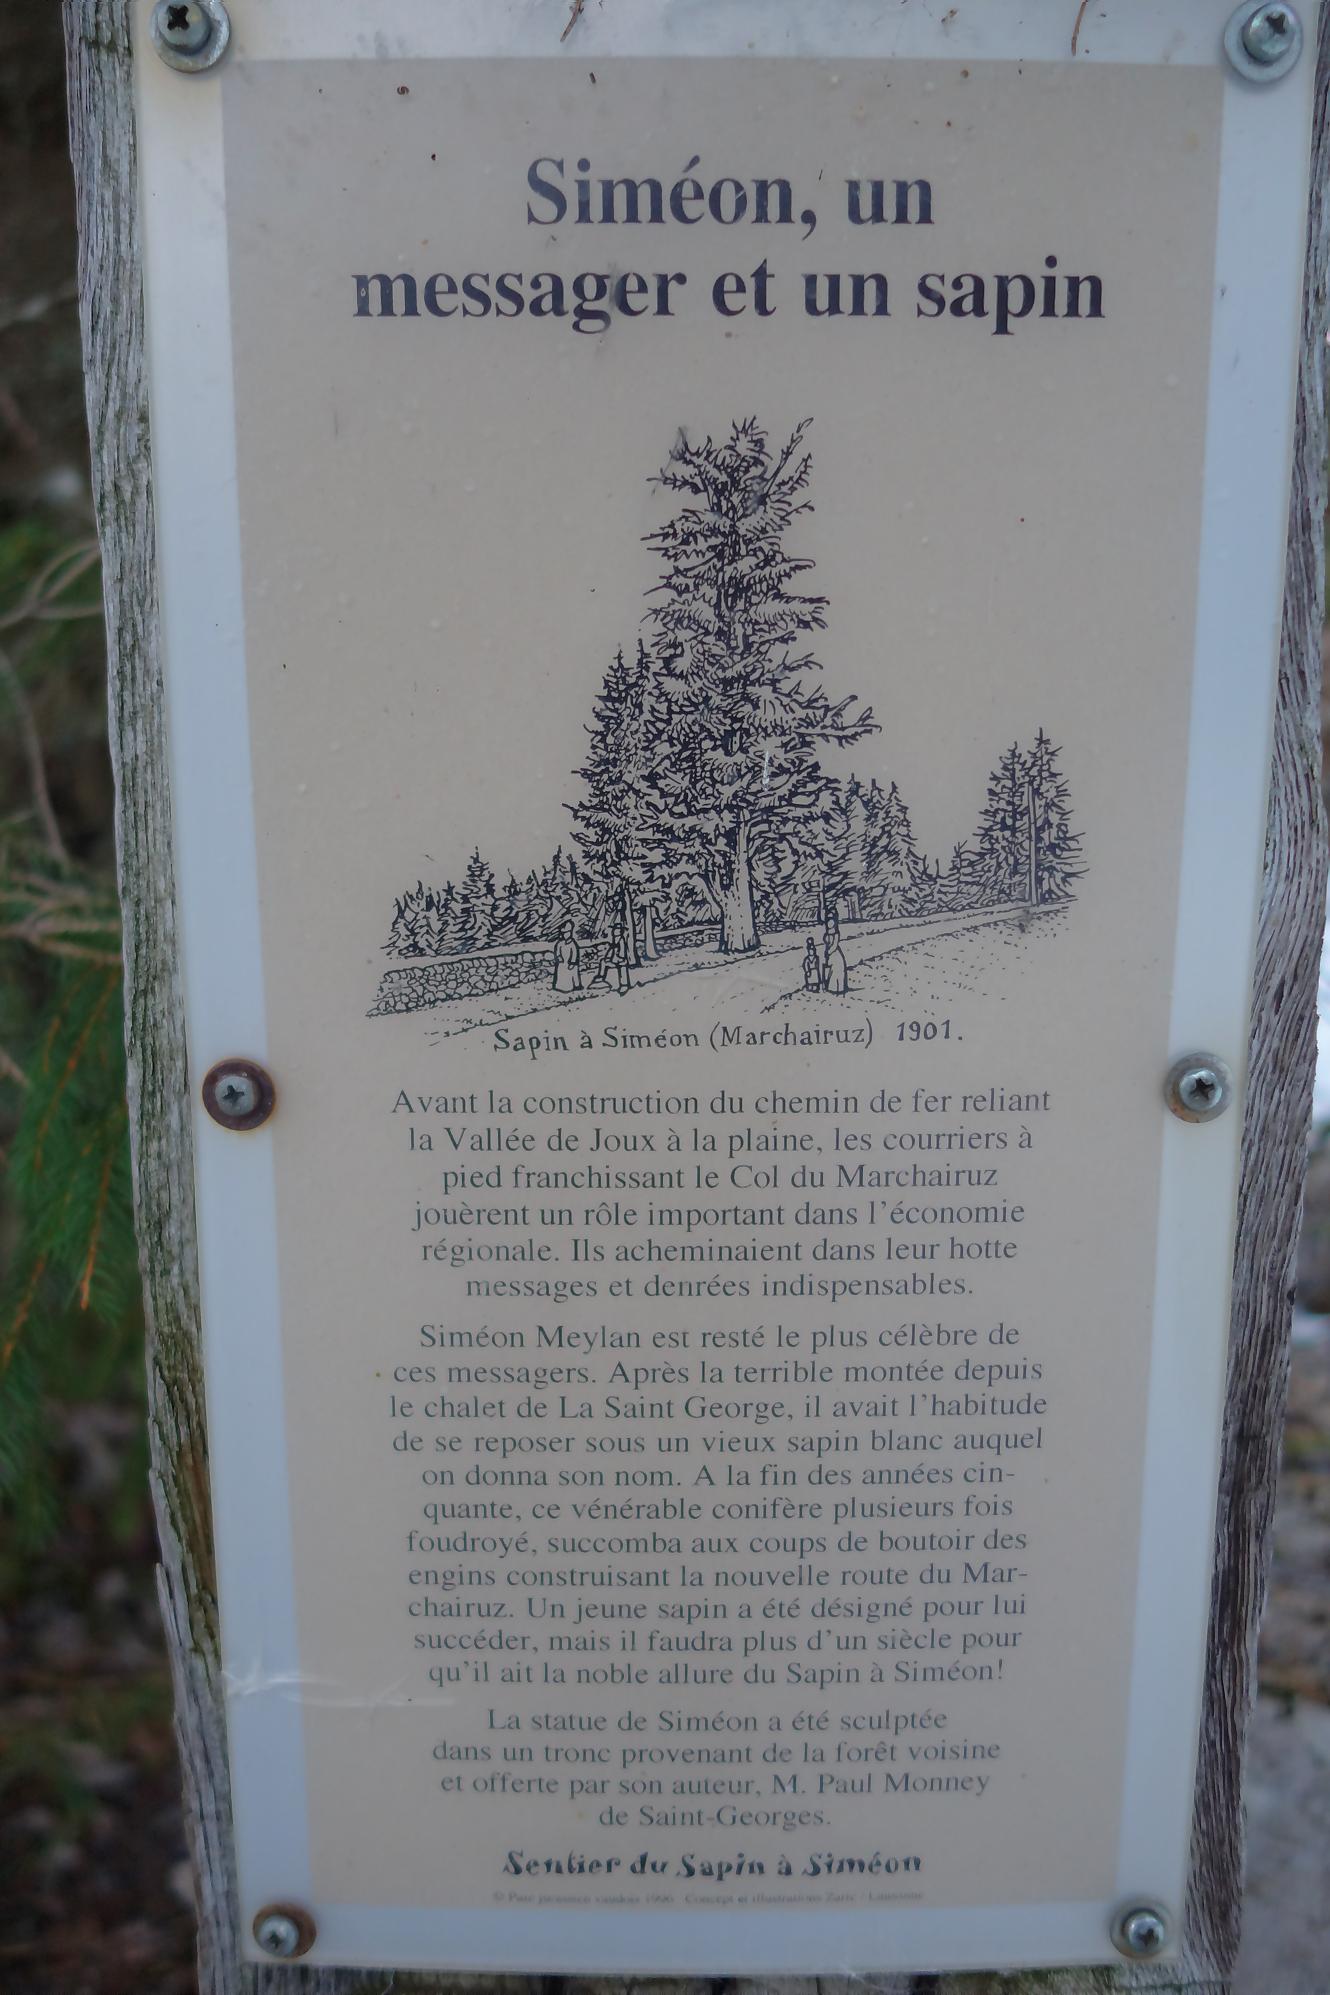 Siméon, un
messager et un sapin
Sapin à Siméon (Marchairuz) 1901.
Avant la construction du chemin de fer reliant
la Vallée de Joux à la plaine, les courriers à
pied franchissant le Col du Marchairuz
jouèrent un rôle important dans l'économie
régionale. Ils acheminaient dans leur hotte
messages et denrées indispensables.
Siméon Meylan est resté le plus célèbre de
ces messagers. Après la terrible montée depuis
le chalet de La Saint George, il avait l'habitude
de se reposer sous un vieux sapin blanc auquel
on donna son nom. A la fin des années cin-
quante, ce vénérable conifère plusieurs fois
foudroyé, succomba aux coups de boutoir des
engins construisant la nouvelle route du Mar-
chairuz. Un jeune sapin a été désigné pour lui
succéder, mais il faudra plus d'un siècle pour
qu'il ait la noble allure du Sapin à Siméon!
La statue de Siméon a été sculptée
dans un tronc provenant de la forêt voisine
et offerte par son auteur, M. Paul Monney
de Saint-Georges.
Sentier du Sapin à Siméon
© Parc jurassien vaudois Concept et illustrations Lausanne